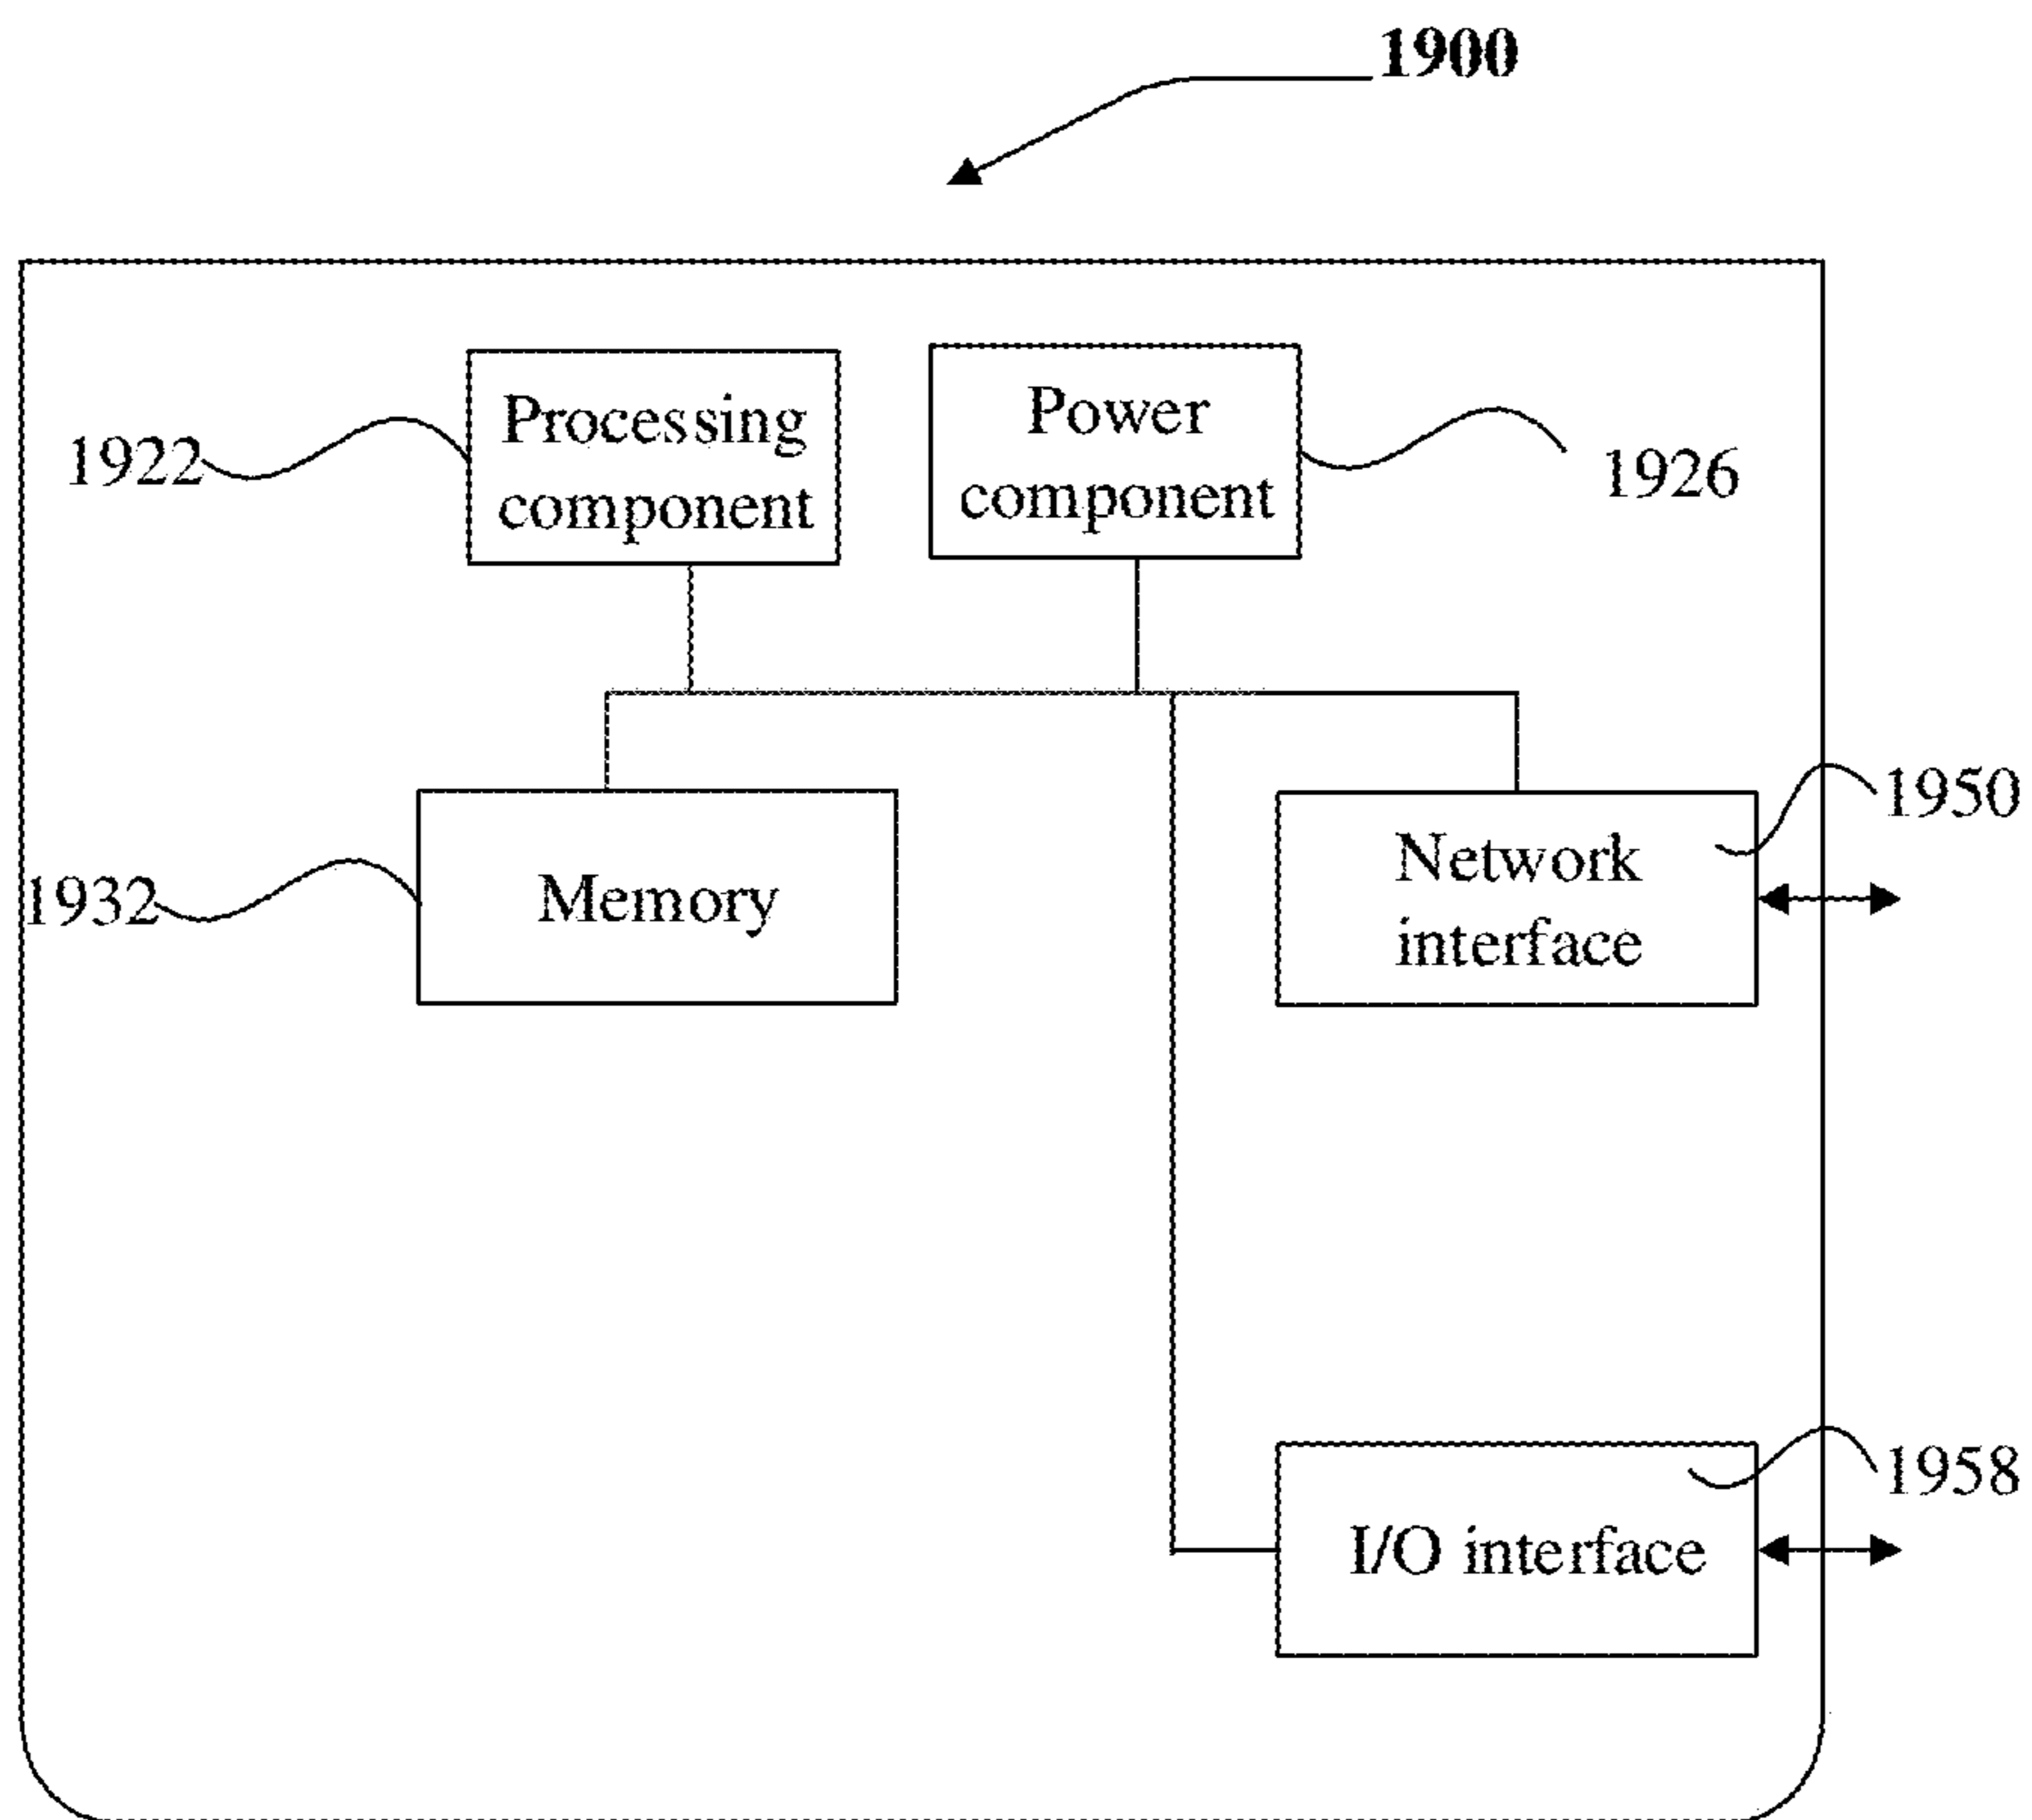 1900
Processing
component
Power
component
1922
1926
1950
Network
interface
1932
Memory
1958
I/O interface